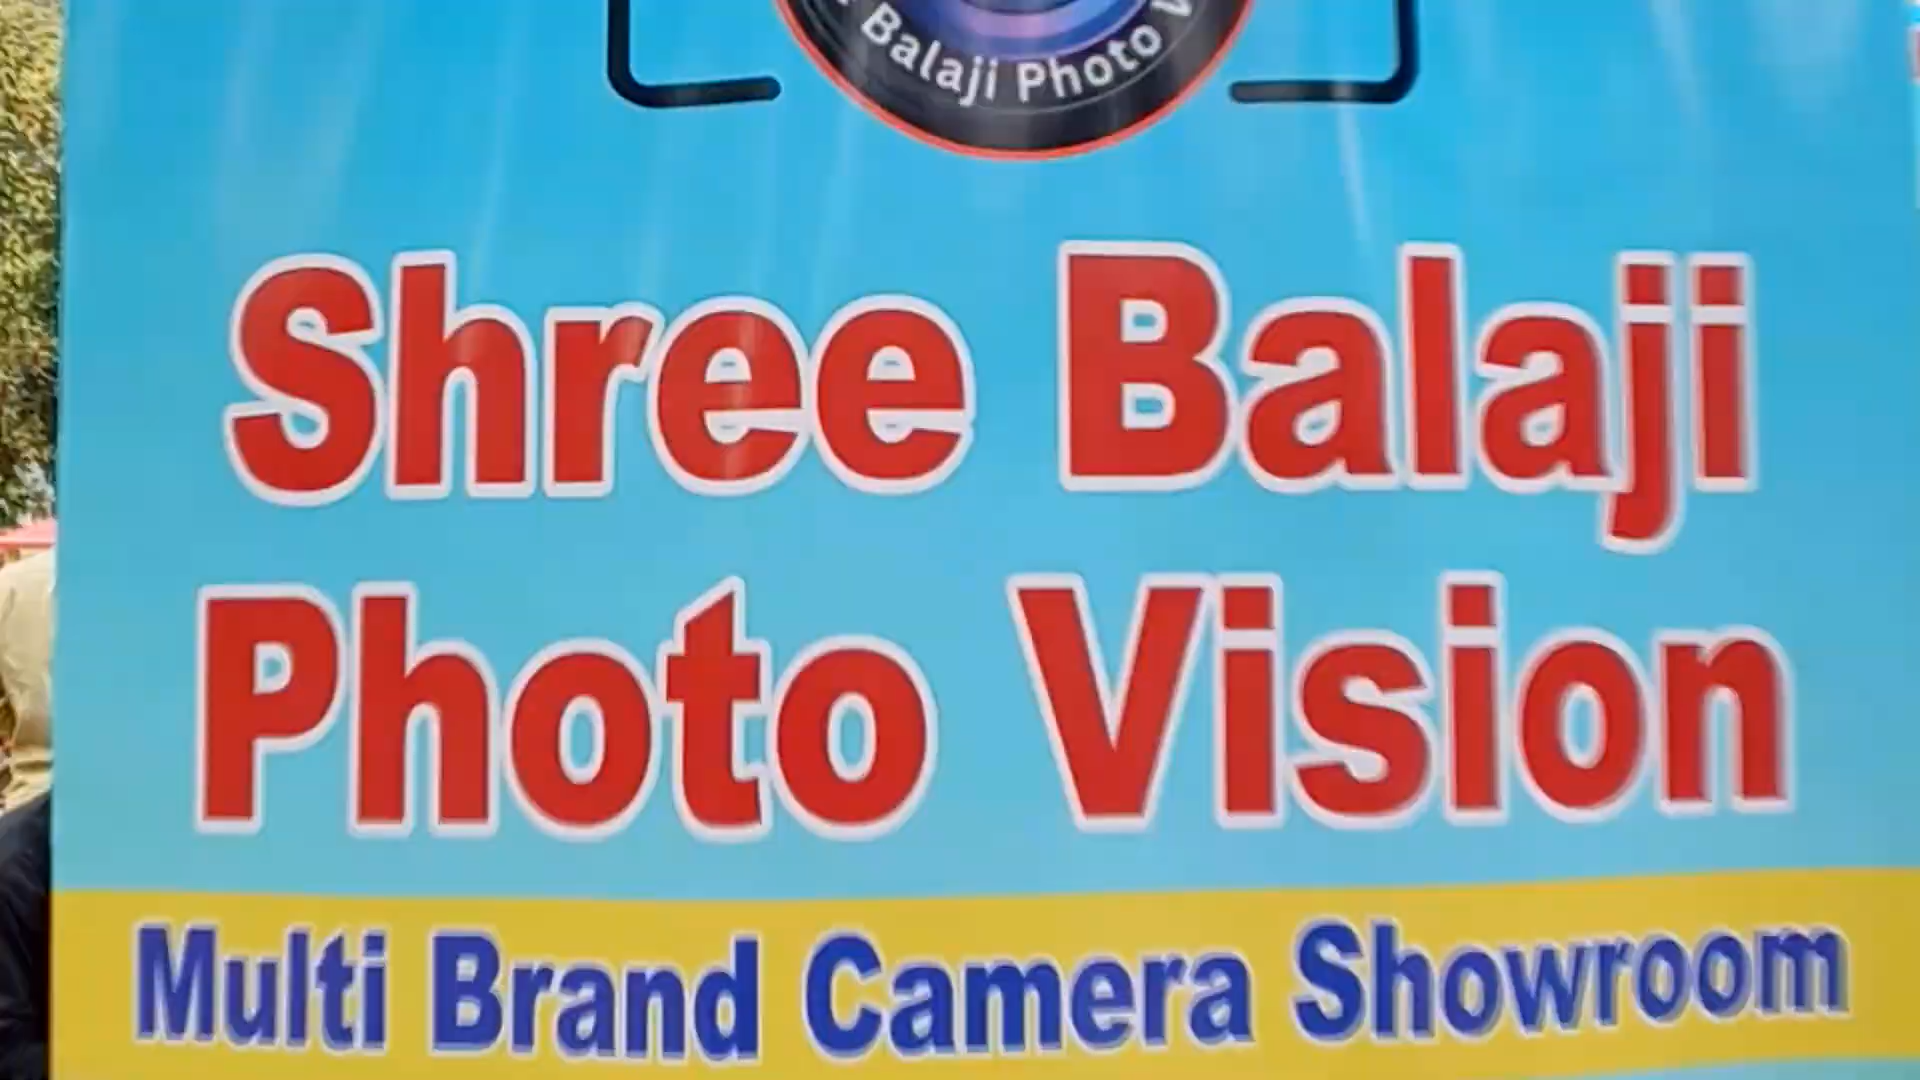 Balaji Photo
Shree Balaji
Photo Vision
Multi Brand Camera Showroom